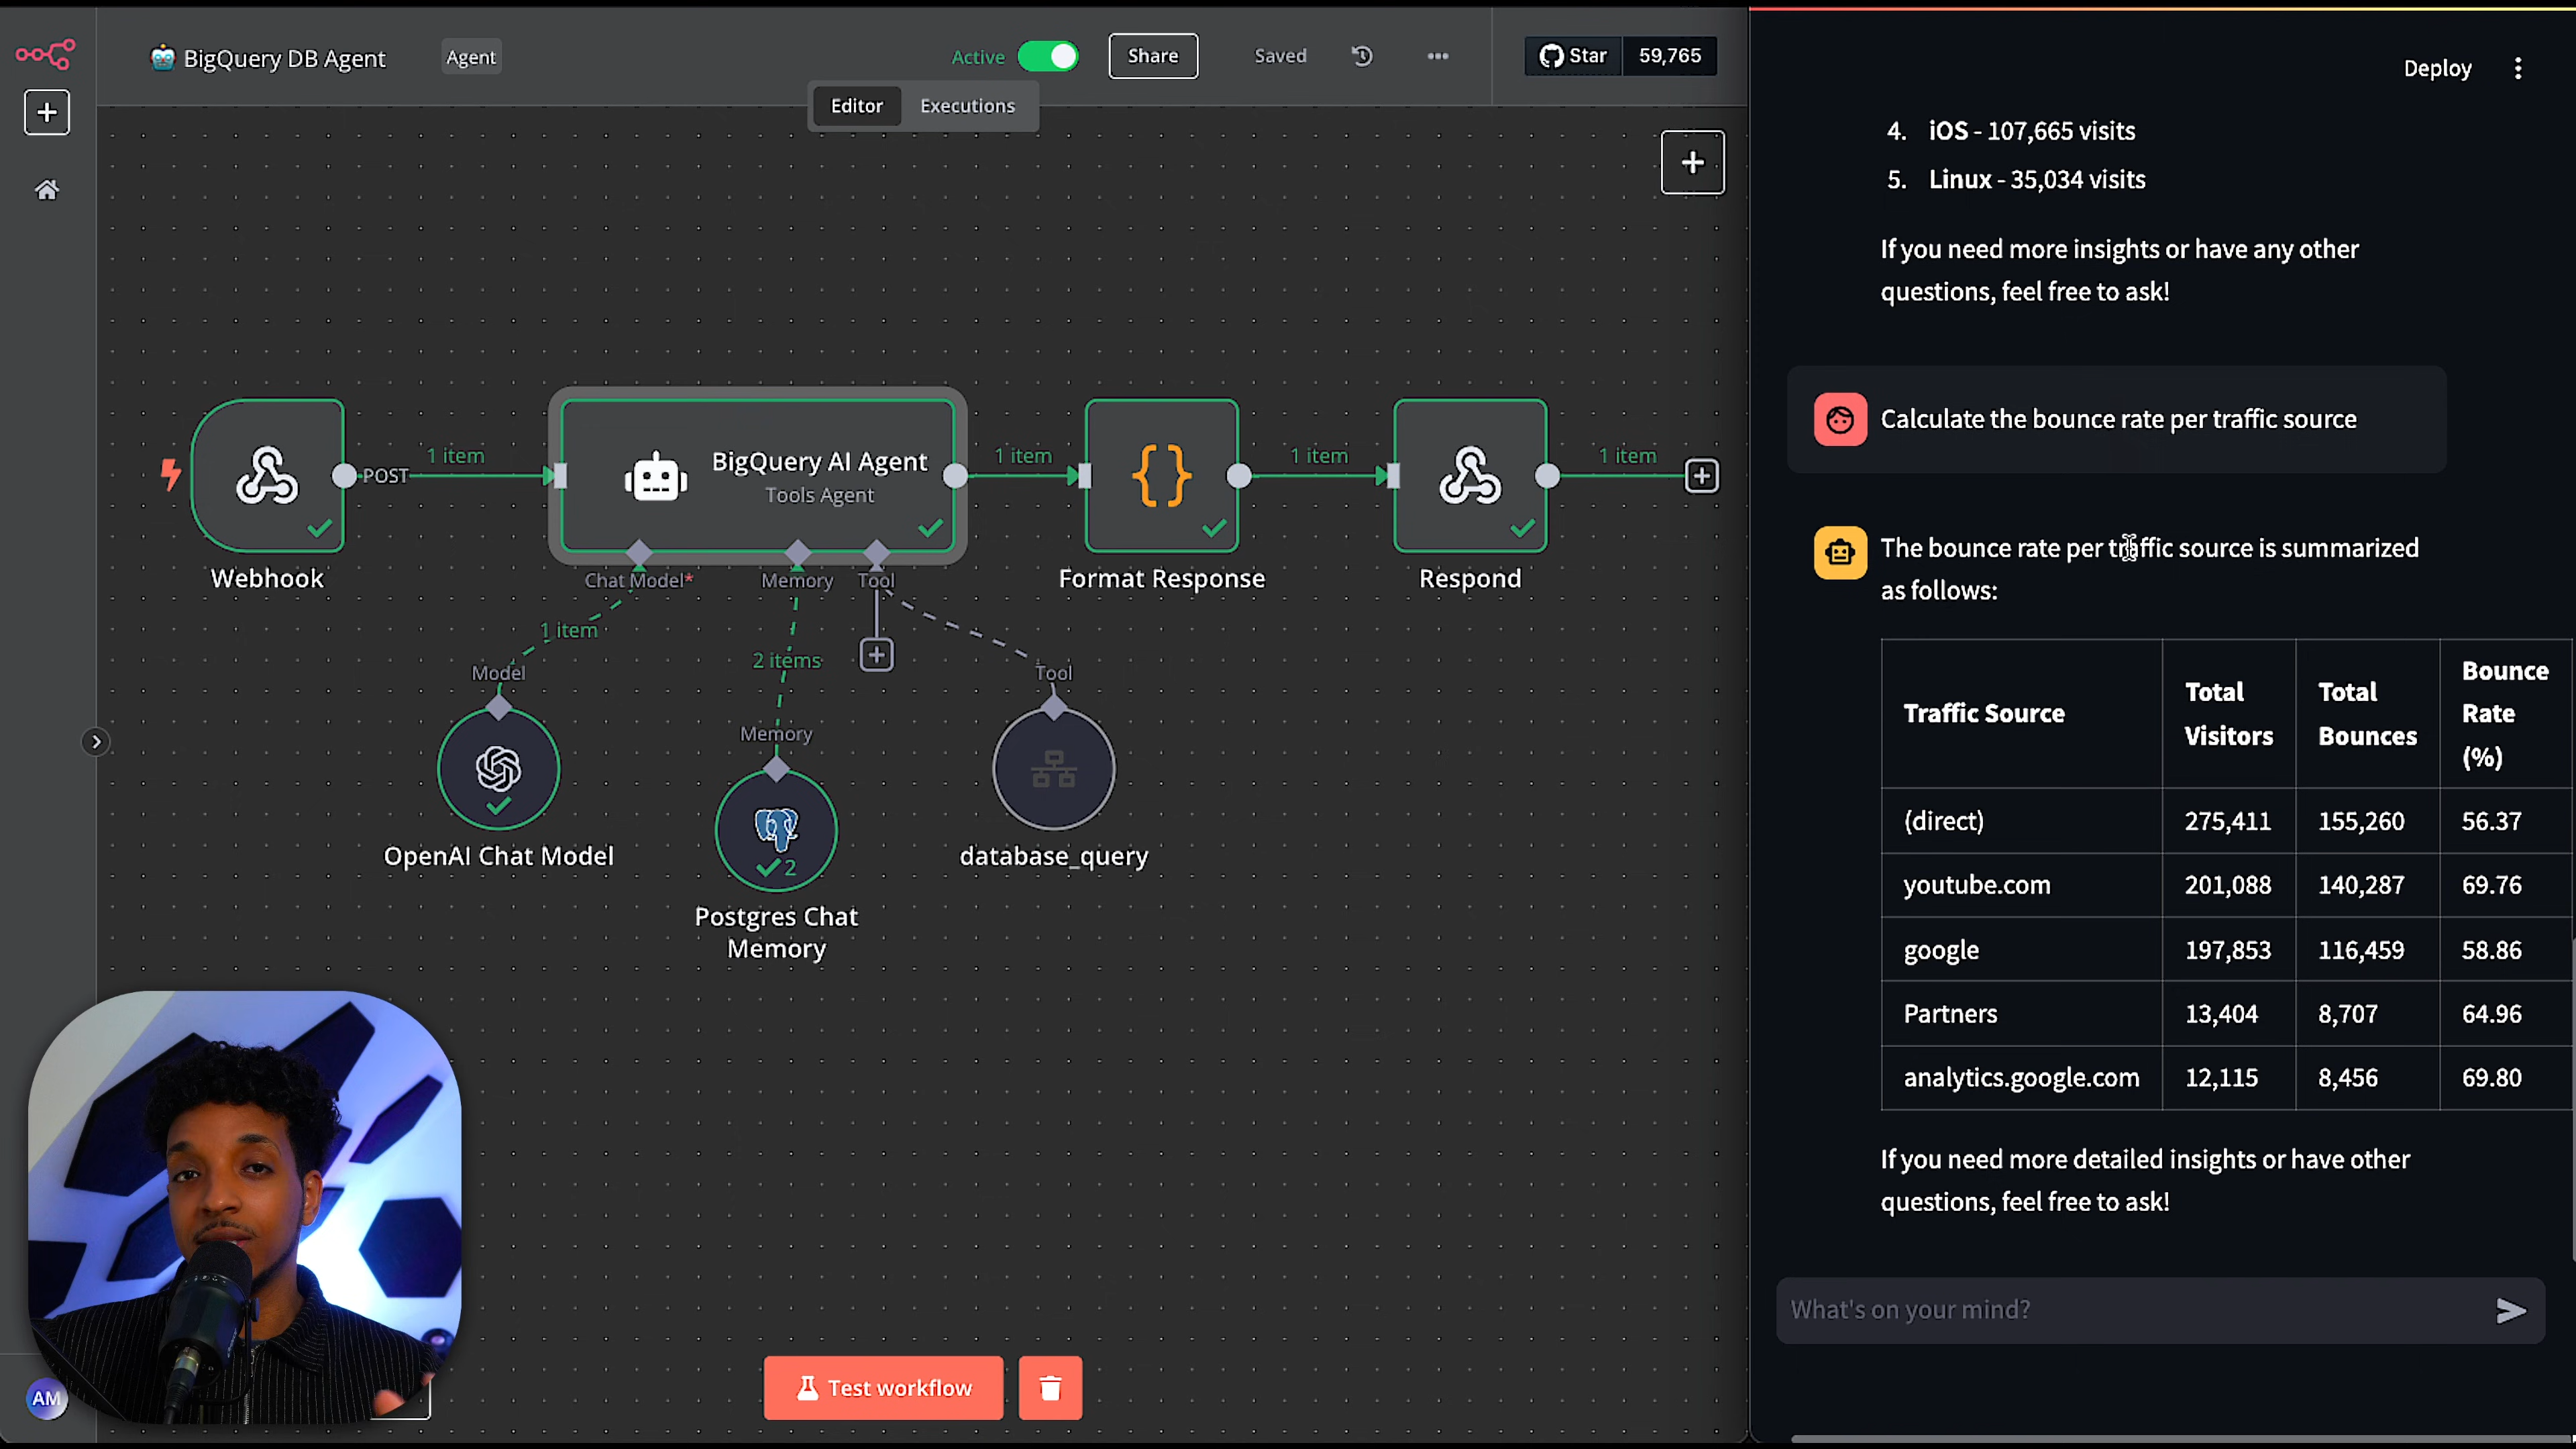 BigQuery DB Agent
Agent
Active
Share
Saved
Star
59,765
Editor
Executions
POST
1 item
BigQuery AI Agent
Tools Agent
1 item
1 item
1 item
Webhook
Chat Model*
Memory
Tool
Format Response
Respond
1 item
2 items
Model
Memory
Tool
OpenAI Chat Model
2
Postgres Chat
Memory
database_query
Test workflow
AM
Deploy
4. iOS - 107,665 visits
5. Linux - 35,034 visits
If you need more insights or have any other
questions, feel free to ask!
Calculate the bounce rate per traffic source
The bounce rate per traffic source is summarized
as follows:
Traffic Source
Total
Visitors
Total
Bounces
Bounce
Rate
(%)
(direct) 275,411 155,260 56.37
youtube.com 201,088 140,287 69.76
google 197,853 116,459 58.86
Partners 13,404 8,707 64.96
analytics.google.com 12,115 8,456 69.80
If you need more detailed insights or have other
questions, feel free to ask!
What's on your mind?